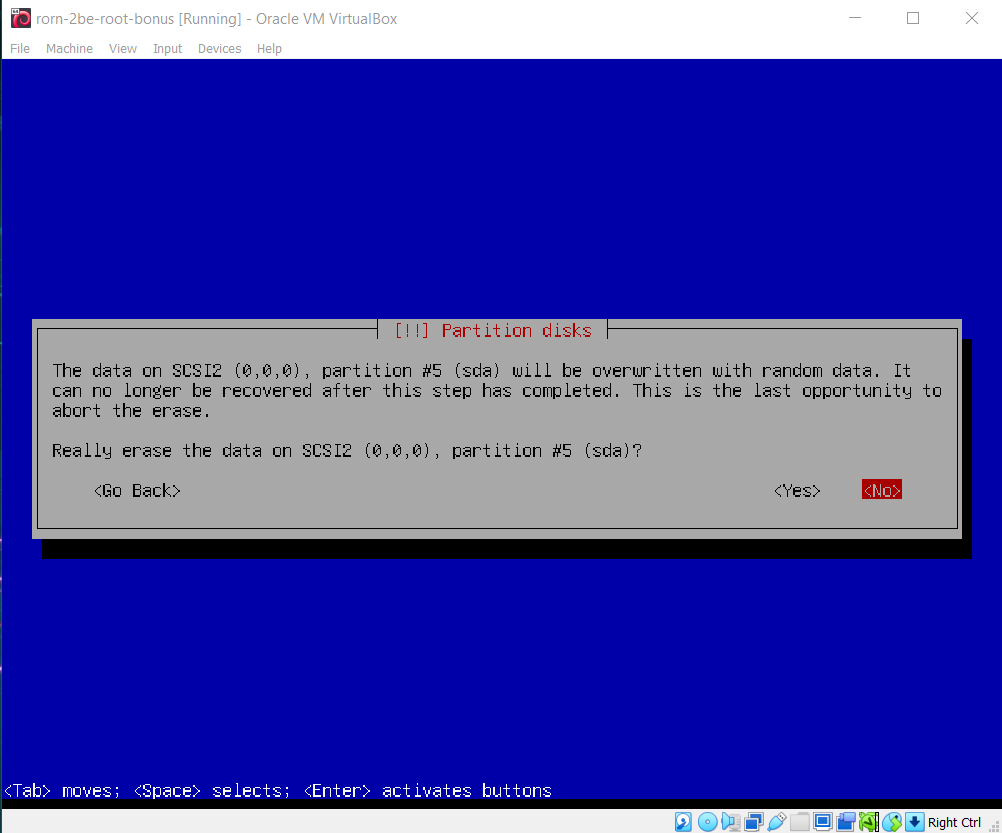 rorn-2be-root-bonus [Running] - Oracle VM VirtualBox
File Machine View Input Devices Help
[!!] Partition disks
The data on SCSI2 (0,0,0), partition #5 (sda) will be overwritten with random data. It
can no longer be recovered after this step has completed. This is the last opportunity to
abort the erase.
Really erase the data on SCSI2 (0,0,0), partition #5 (sda)?
<Go Back> <Yes> <No>
<Tab> moves; <Space> selects; <Enter> activates buttons
Right Ctrl